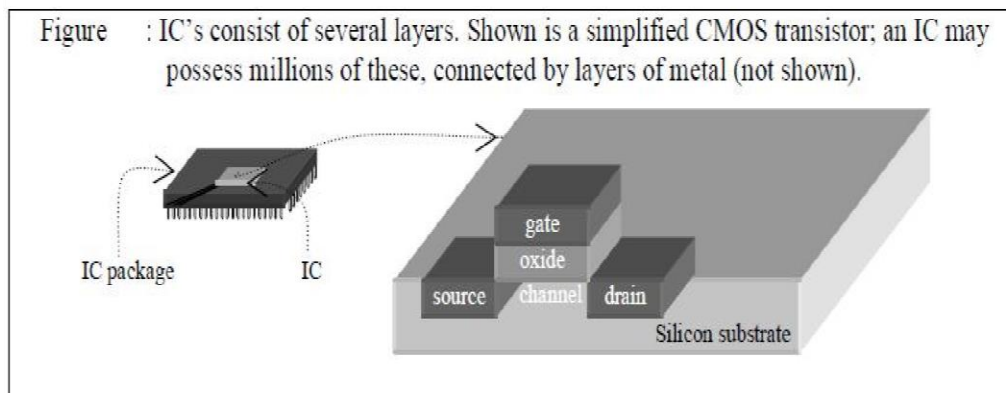 Figure : IC's consist of several layers. Shown is a simplified CMOS transistor; an IC may
possess millions of these, connected by layers of metal (not shown).
gate
IC package
IC
oxide
source
channel
drain
Silicon substrate